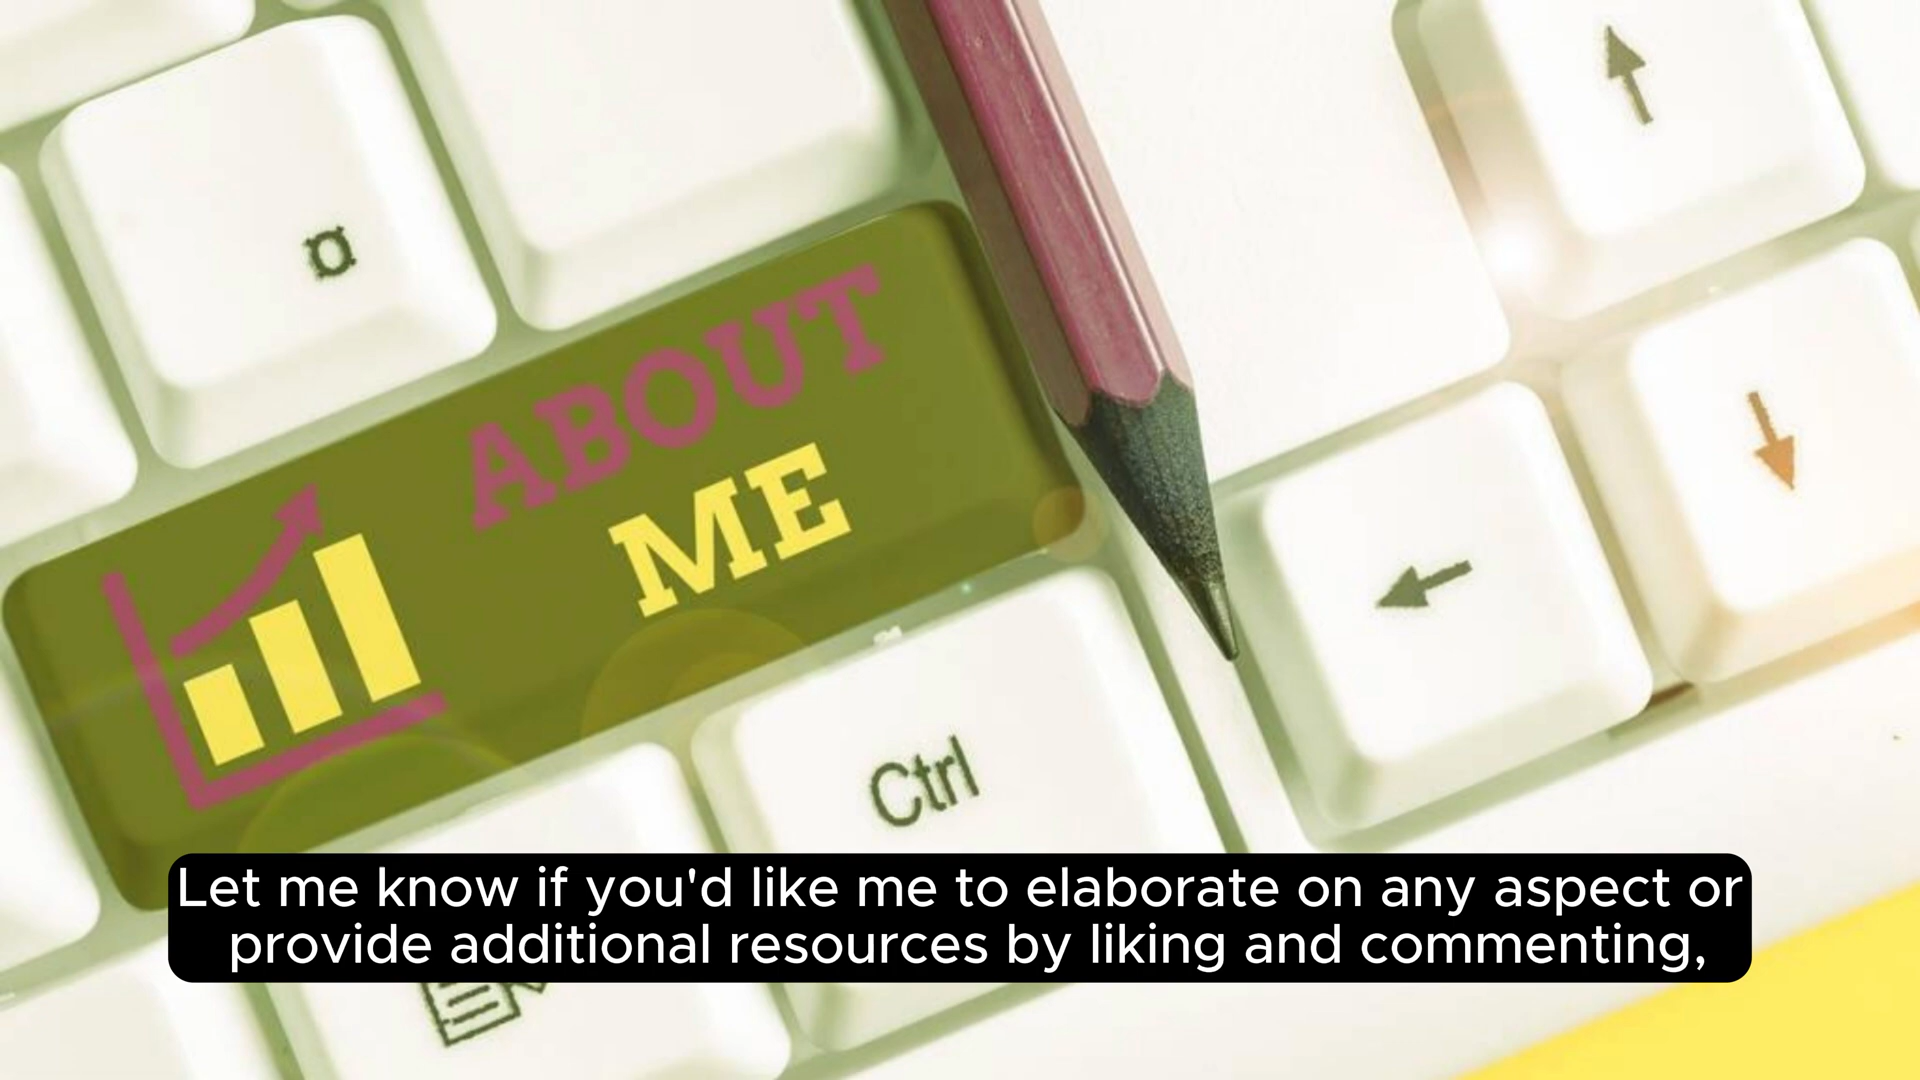 ¤
ABOUT
ME
Ctrl
Let me know if you'd like me to elaborate on any aspect or
provide additional resources by liking and commenting,